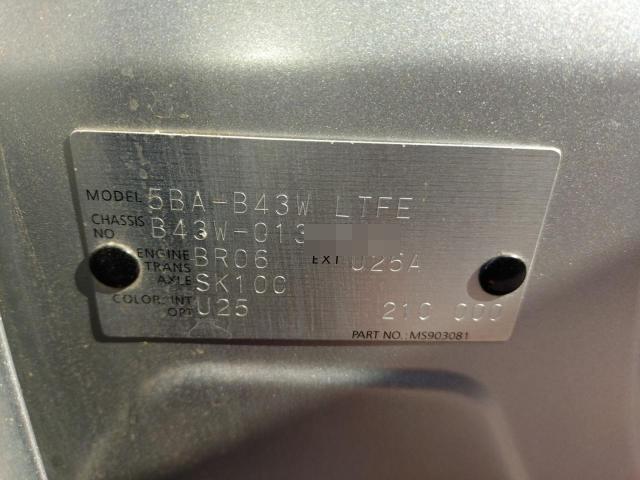 MODEL 5BA-B43W LTFE
CHASSIS NO B43W-013
ENGINE BR06 EXT U25A
TRANS AXLE SK10C
COLOR, INT OPT U25 21C 000
PART NO.: MS903081